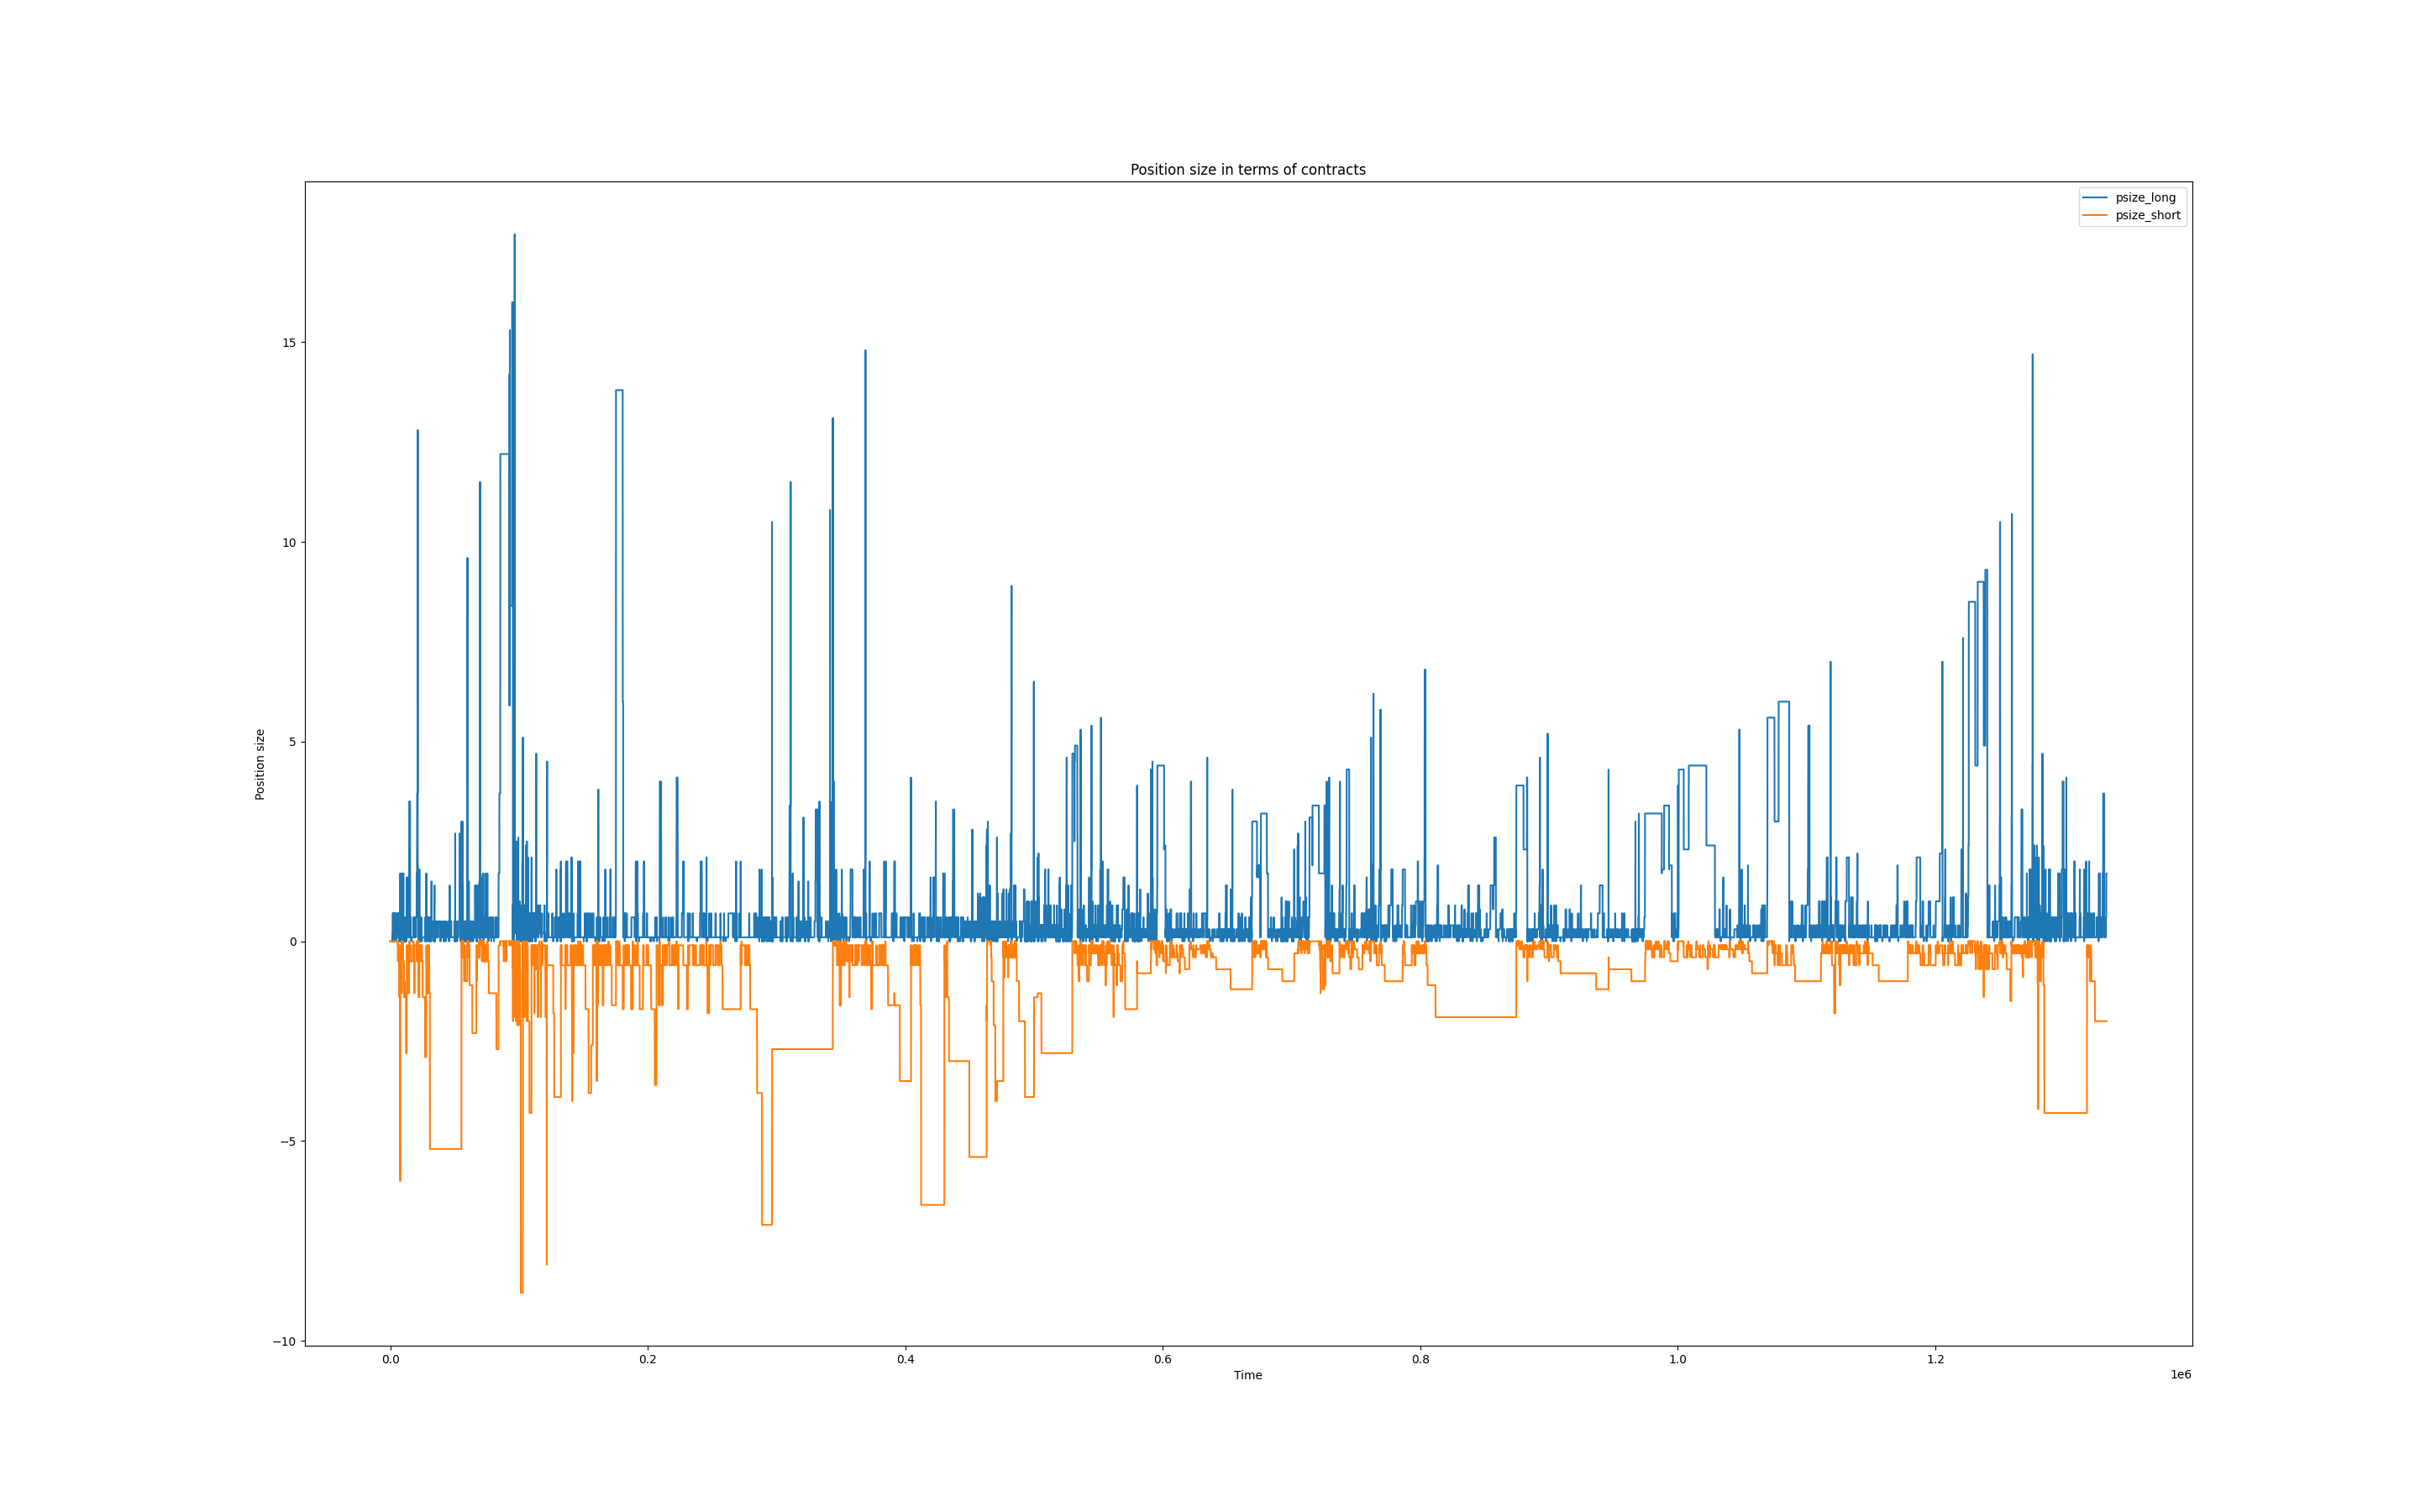 Position size in terms of contracts
psize_long
psize_short
15
10
5
0
−5
−10
Position size
0.0 0.2 0.4 0.6 0.8 1.0 1.2
Time
1e6